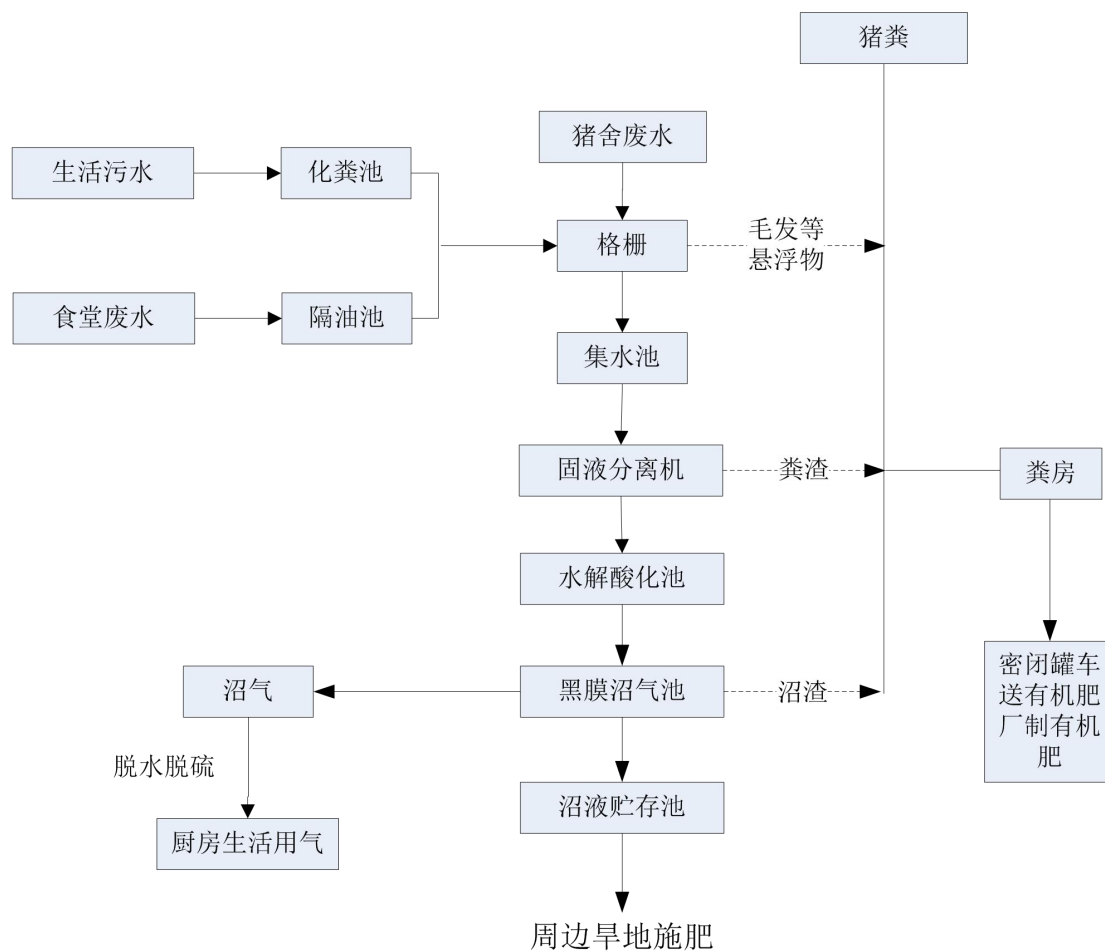 猪粪
猪舍废水
生活污水
化粪池
格栅
毛发等
悬浮物
食堂废水
隔油池
集水池
固液分离机
粪渣
粪房
水解酸化池
沼气
黑膜沼气池
沼渣
密闭罐车
送有机肥
厂制有机
肥
脱水脱硫
沼液贮存池
厨房生活用气
周边旱地施肥